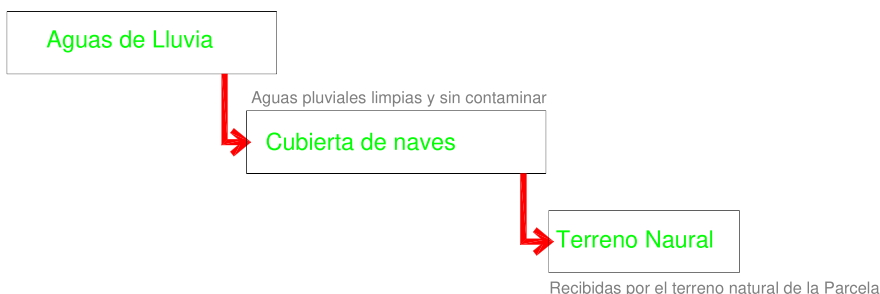 Aguas de Lluvia
Aguas pluviales limpias y sin contaminar
Cubierta de naves
Terreno Naural
Recibidas por el terreno natural de la Parcela